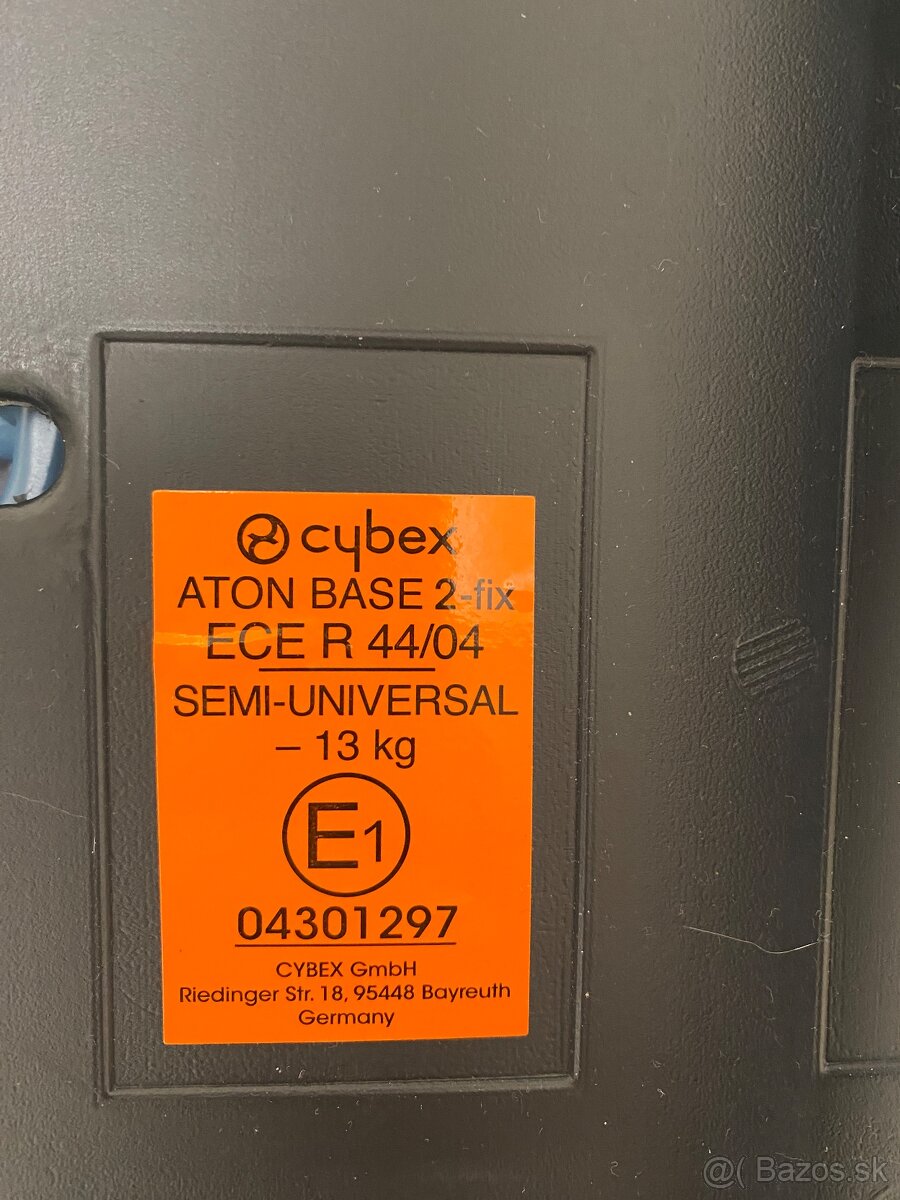 cybex
ATON BASE 2-fix
ECE R 44/04
SEMI-UNIVERSAL
– 13 kg
E1
04301297
CYBEX GmbH
Riedinger Str. 18, 95448 Bayreuth
Germany
@( Bazos.sk